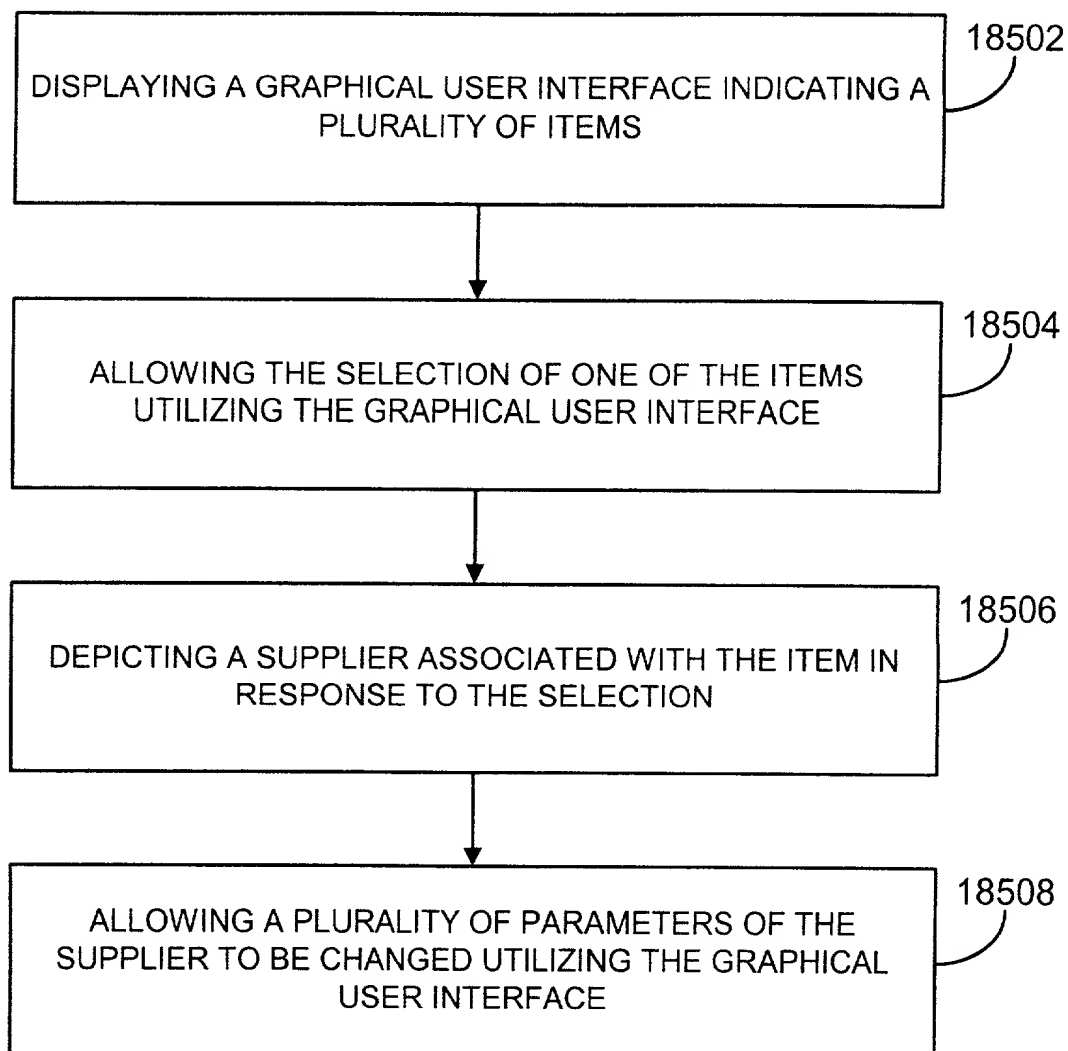 18502
DISPLAYING A GRAPHICAL USER INTERFACE INDICATING A
PLURALITY OF ITEMS
18504
ALLOWING THE SELECTION OF ONE OF THE ITEMS
UTILIZING THE GRAPHICAL USER INTERFACE
18506
DEPICTING A SUPPLIER ASSOCIATED WITH THE ITEM IN
RESPONSE TO THE SELECTION
18508
ALLOWING A PLURALITY OF PARAMETERS OF THE
SUPPLIER TO BE CHANGED UTILIZING THE GRAPHICAL
USER INTERFACE